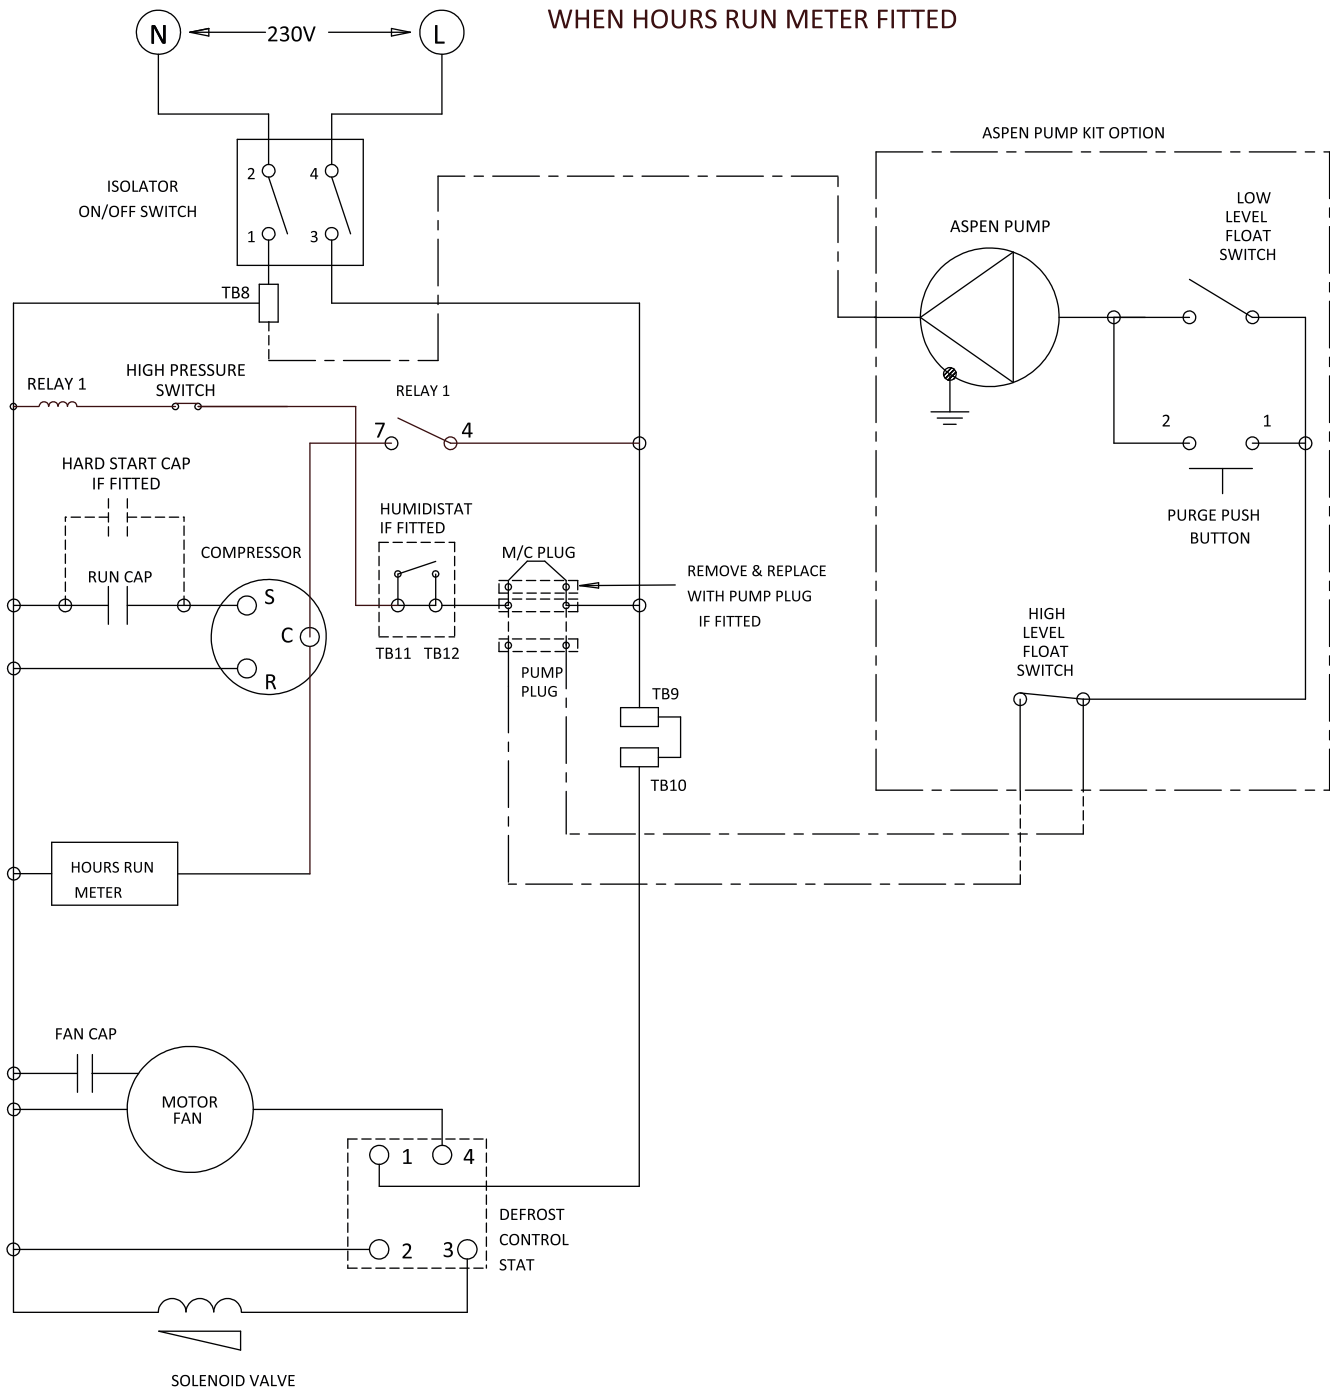 WHEN HOURS RUN METER FITTED
N
230V
L
ASPEN PUMP KIT OPTION
2
4
ISOLATOR
ON/OFF SWITCH
1
3
LOW
LEVEL
FLOAT
SWITCH
ASPEN PUMP
TB8
HIGH PRESSURE
SWITCH
RELAY 1
RELAY 1
7
4
2
1
HARD START CAP
IF FITTED
HUMIDISTAT
IF FITTED
PURGE PUSH
BUTTON
COMPRESSOR
M/C PLUG
RUN CAP
REMOVE & REPLACE
WITH PUMP PLUG
IF FITTED
S
C
R
TB11
TB12
HIGH
LEVEL
FLOAT
SWITCH
PUMP
PLUG
TB9
TB10
HOURS RUN
METER
FAN CAP
MOTOR
FAN
1
4
DEFROST
CONTROL
STAT
2
3
SOLENOID VALVE